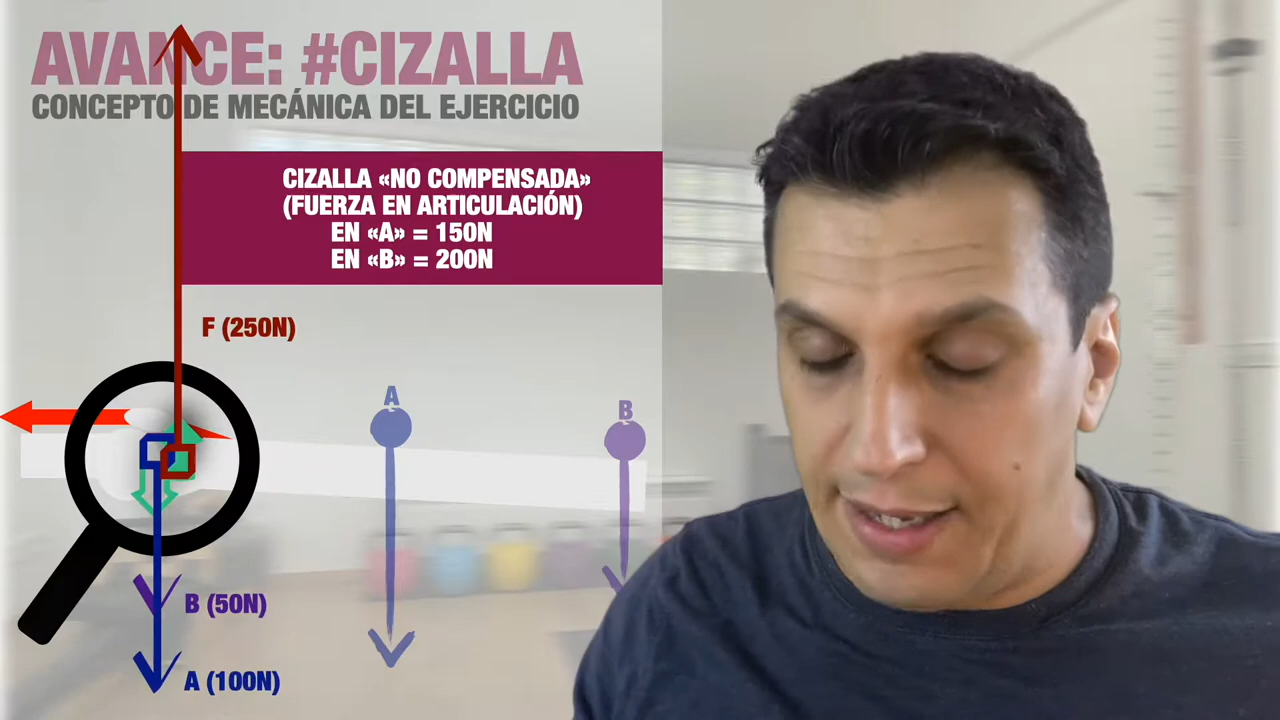 AVANCE: #CIZALLA
CONCEPTO DE MECÁNICA DEL EJERCICIO
CIZALLA «NO COMPENSADA»
(FUERZA EN ARTICULACIÓN)
EN «A» = 150N
EN «B» = 200N
F (250N)
A
B
B (50N)
A (100N)